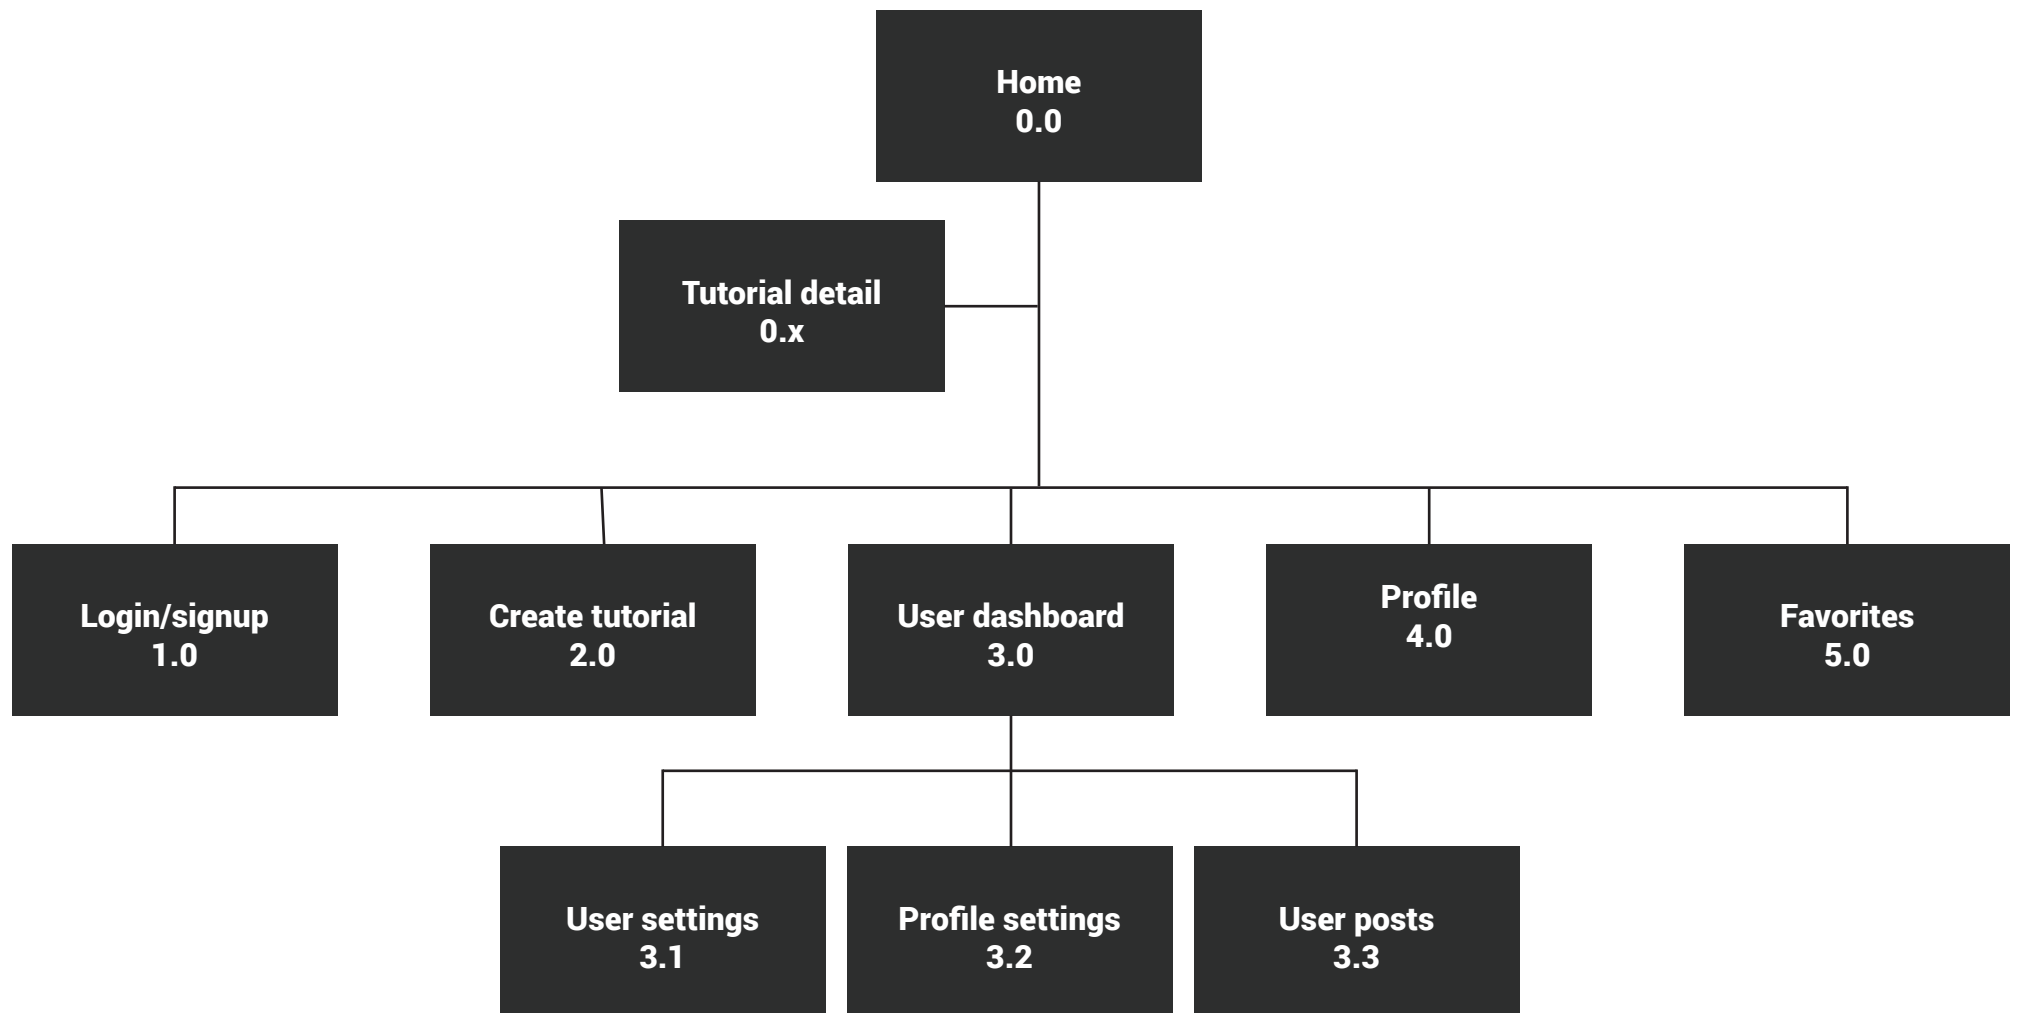 Home
0.0
Tutorial detail
0.x
Login/signup
1.0
Create tutorial
2.0
User dashboard
3.0
Profile
4.0
Favorites
5.0
User settings
3.1
Profile settings
3.2
User posts
3.3